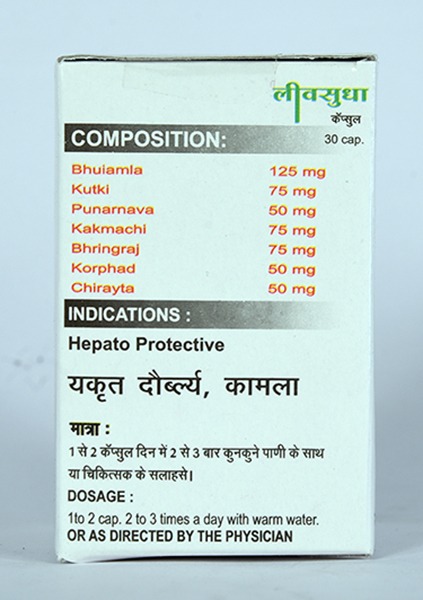 लीवसुधा
कॅप्सुल
COMPOSITION:
30 cap.
Bhuiamla 125 mg
Kutki 75 mg
Punarnava 50 mg
Kakmachi 75 mg
Bhringraj 75 mg
Korphad 50 mg
Chirayta 50 mg
INDICATIONS :
Hepato Protective
यकृत दौर्ब्ल्य, कामला
मात्रा :
1 से 2 कॅप्सुल दिन में 2 से 3 बार कुनकुने पाणी के साथ
या चिकित्सक के सलाहसे।
DOSAGE :
1to 2 cap. 2 to 3 times a day with warm water.
OR AS DIRECTED BY THE PHYSICIAN